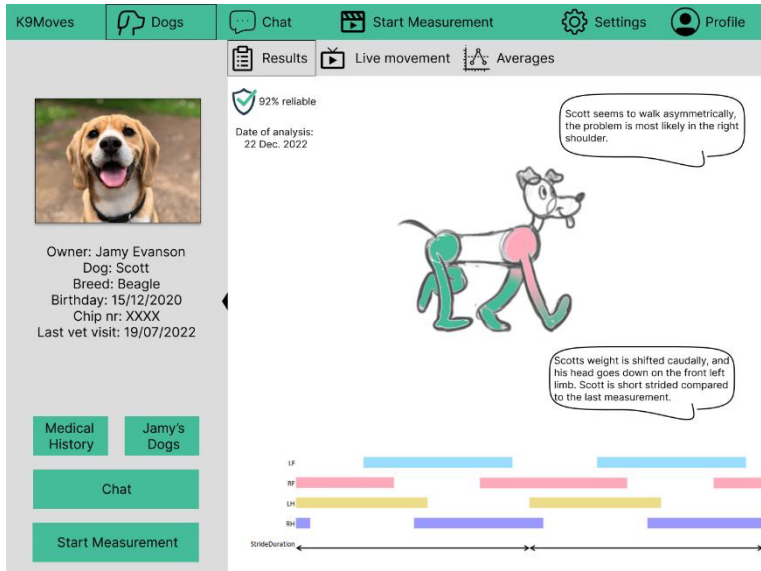 K9Moves
Dogs
Chat
Start Measurement
Settings
Profile
Results
Live movement
Averages
92% reliable
Date of analysis:
22 Dec. 2022
Scott seems to walk asymmetrically,
the problem is most likely in the right
shoulder.
Owner: Jamy Evanson
Dog: Scott
Breed: Beagle
Birthday: 15/12/2020
Chip nr: XXXX
Last vet visit: 19/07/2022
Scotts weight is shifted caudally, and
his head goes down on the front left
limb. Scott is short strided compared
to the last measurement.
Medical
History
Jamy's
Dogs
Chat
Start Measurement
LF
RF
LH
RH
StrideDuration